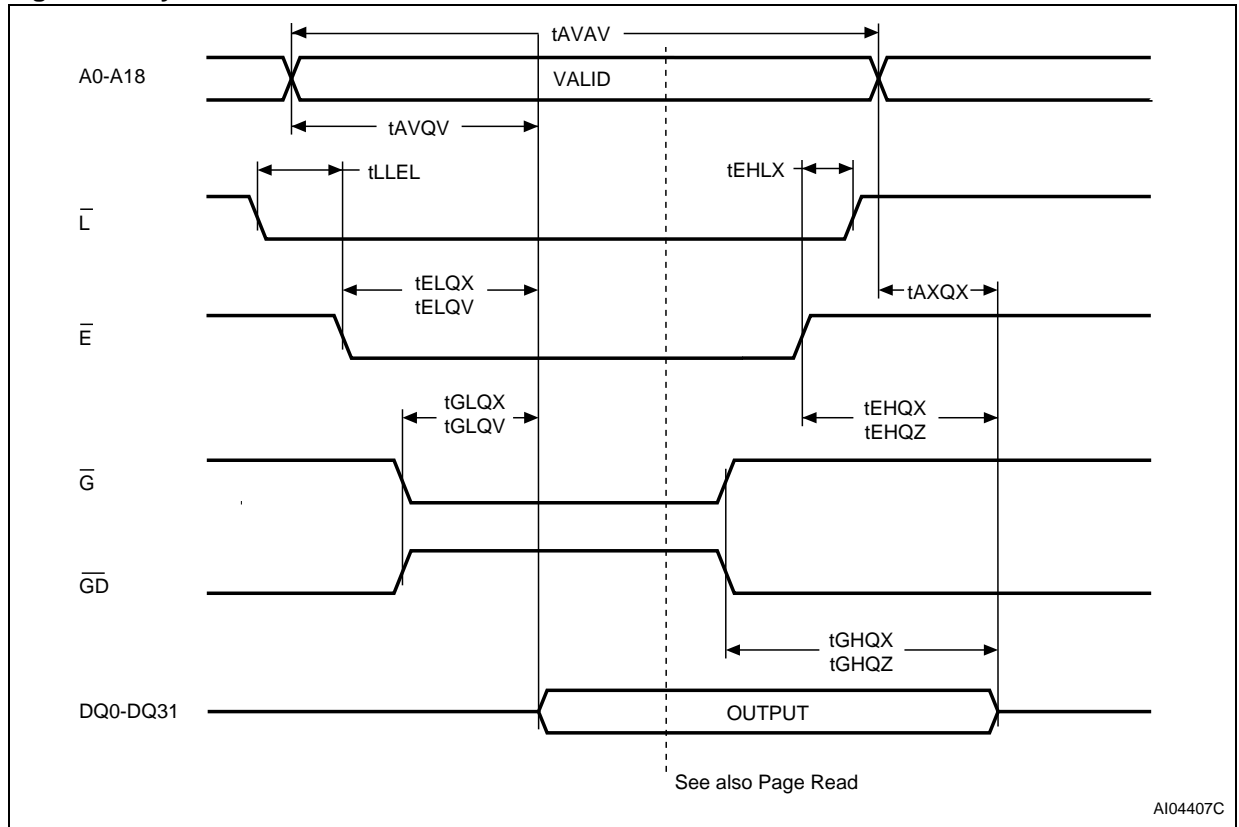 tAVAV
A0-A18
VALID
tAVQV
tLLEL
tEHLX
L̅
tELQX
tELQV
tAXQX
E̅
tGLQX
tGLQV
tEHQX
tEHQZ
G̅
G̅D̅
tGHQX
tGHQZ
DQ0-DQ31
OUTPUT
See also Page Read
AI04407C